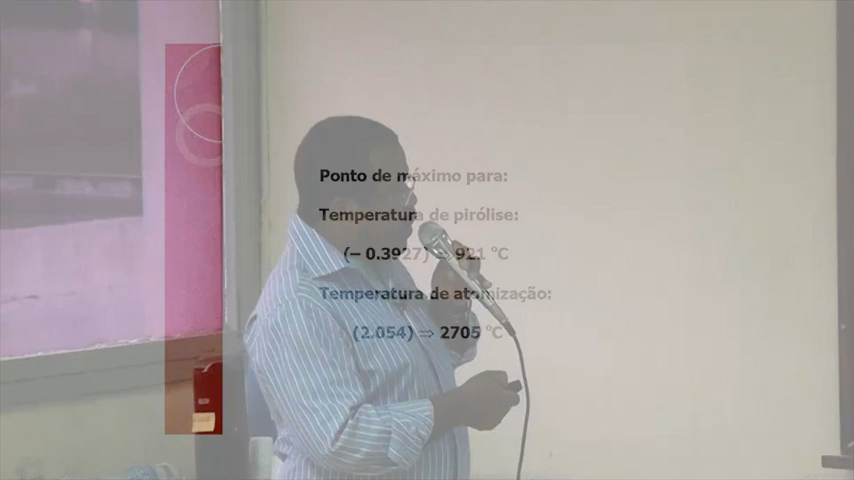 Ponto de máximo para:
Temperatura de pirólise:
(– 0.3927) ⇒ 921 °C
Temperatura de atomização:
(2.054) ⇒ 2705 °C